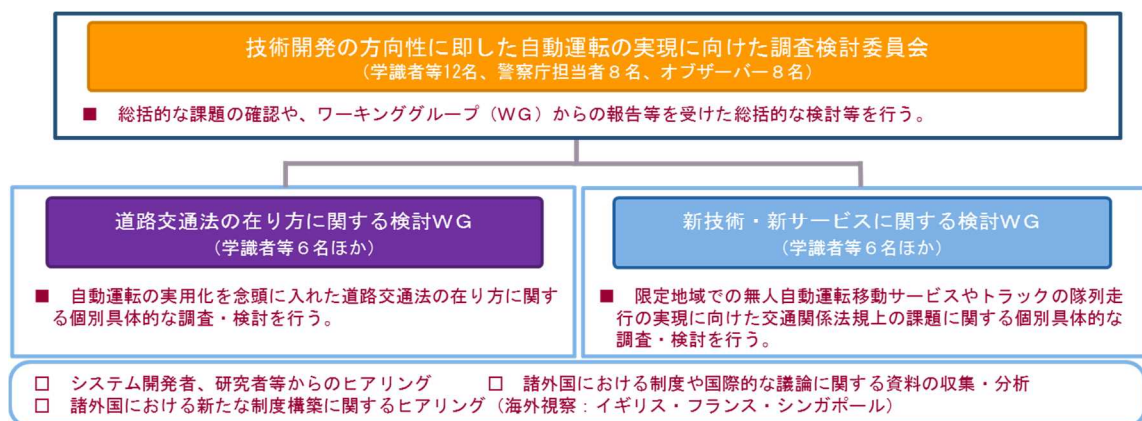 技術開発の方向性に即した自動運転の実現に向けた調査検討委員会
（学識者等12名、警察庁担当者８名、オブザーバー８名）
■ 総括的な課題の確認や、ワーキンググループ（ＷＧ）からの報告等を受けた総括的な検討等を行う。
道路交通法の在り方に関する検討ＷＧ
（学識者等６名ほか）
■ 自動運転の実用化を念頭に入れた道路交通法の在り方に関す
る個別具体的な調査・検討を行う。
新技術・新サービスに関する検討ＷＧ
（学識者等６名ほか）
■ 限定地域での無人自動運転移動サービスやトラックの隊列走
行の実現に向けた交通関係法規上の課題に関する個別具体的な
調査・検討を行う。
□ システム開発者、研究者等からのヒアリング □ 諸外国における制度や国際的な議論に関する資料の収集・分析
□ 諸外国における新たな制度構築に関するヒアリング（海外視察：イギリス・フランス・シンガポール）